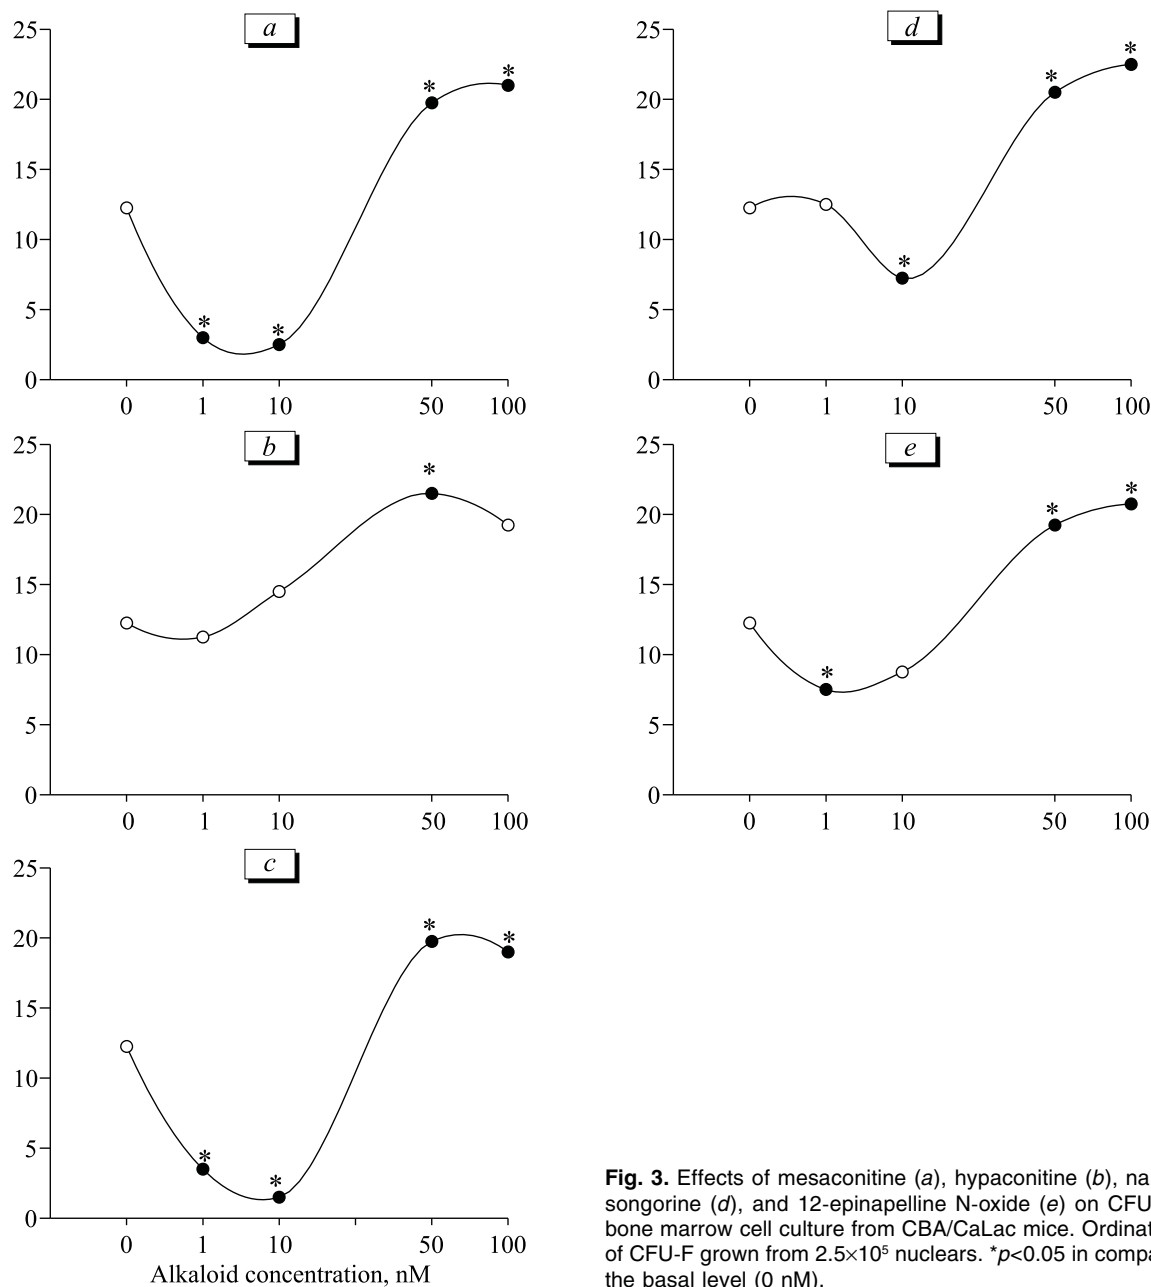 a
25
20
15
10
5
0
* * * *
0 1 10 50 100
d
25
20
15
10
5
0
* * *
0 1 10 50 100
b
25
20
15
10
5
0
*
0 1 10 50 100
e
25
20
15
10
5
0
* * *
0 1 10 50 100
c
25
20
15
10
5
0
* * * *
0 1 10 50 100
Alkaloid concentration, nM
Fig. 3. Effects of mesaconitine (a), hypaconitine (b), na
songorine (d), and 12-epinapelline N-oxide (e) on CFU
bone marrow cell culture from CBA/CaLac mice. Ordinat
of CFU-F grown from 2.5×10⁵ nuclears. *p<0.05 in compa
the basal level (0 nM).